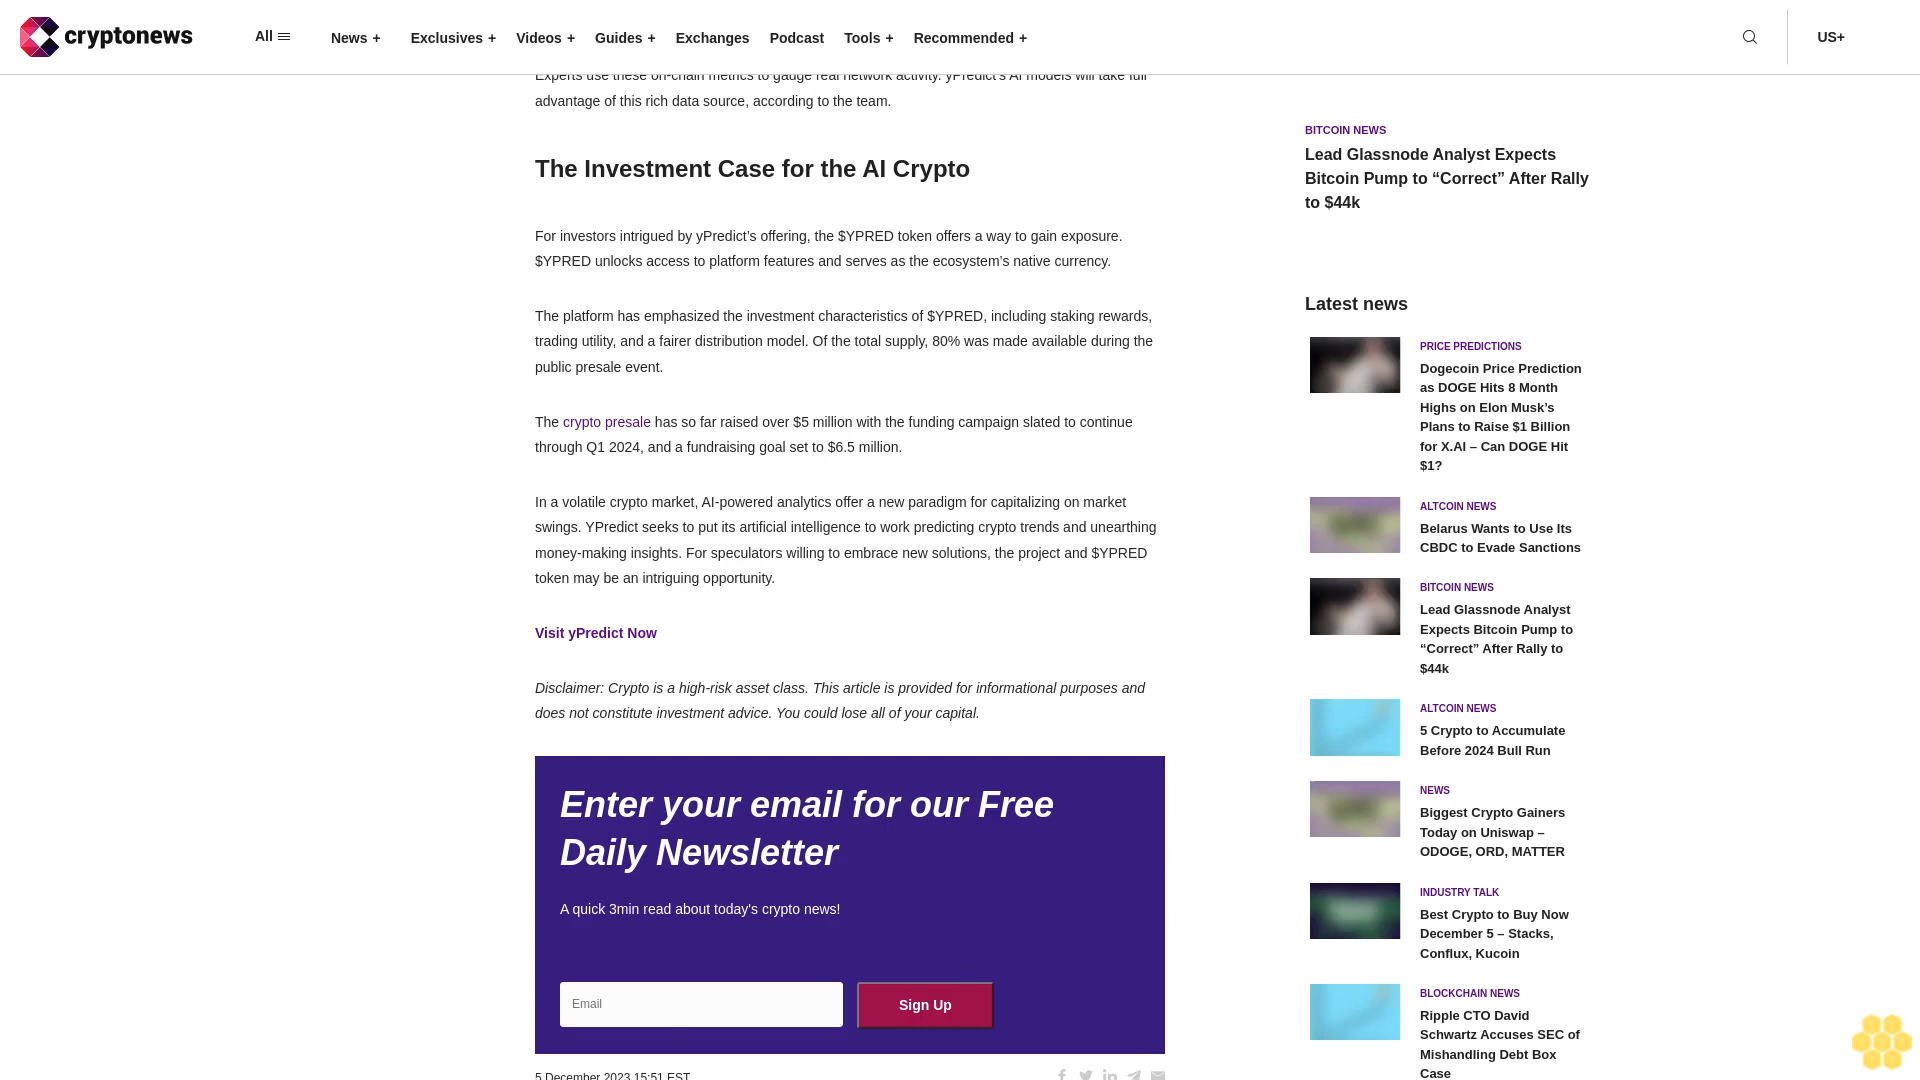 cryptonews
All
News +
Exclusives +
Videos +
Guides +
Exchanges
Podcast
Tools +
Recommended +
US+
Experts use these on-chain metrics to gauge real network activity. yPredict's AI models will take full
advantage of this rich data source, according to the team.
The Investment Case for the AI Crypto
For investors intrigued by yPredict’s offering, the $YPRED token offers a way to gain exposure.
$YPRED unlocks access to platform features and serves as the ecosystem’s native currency.
The platform has emphasized the investment characteristics of $YPRED, including staking rewards,
trading utility, and a fairer distribution model. Of the total supply, 80% was made available during the
public presale event.
The crypto presale has so far raised over $5 million with the funding campaign slated to continue
through Q1 2024, and a fundraising goal set to $6.5 million.
In a volatile crypto market, AI-powered analytics offer a new paradigm for capitalizing on market
swings. YPredict seeks to put its artificial intelligence to work predicting crypto trends and unearthing
money-making insights. For speculators willing to embrace new solutions, the project and $YPRED
token may be an intriguing opportunity.
Visit yPredict Now
Disclaimer: Crypto is a high-risk asset class. This article is provided for informational purposes and
does not constitute investment advice. You could lose all of your capital.
Enter your email for our Free
Daily Newsletter
A quick 3min read about today's crypto news!
Email
Sign Up
5 December 2023 15:51 EST
BITCOIN NEWS
Lead Glassnode Analyst Expects
Bitcoin Pump to “Correct” After Rally
to $44k
Latest news
PRICE PREDICTIONS
Dogecoin Price Prediction
as DOGE Hits 8 Month
Highs on Elon Musk’s
Plans to Raise $1 Billion
for X.AI – Can DOGE Hit
$1?
ALTCOIN NEWS
Belarus Wants to Use Its
CBDC to Evade Sanctions
BITCOIN NEWS
Lead Glassnode Analyst
Expects Bitcoin Pump to
“Correct” After Rally to
$44k
ALTCOIN NEWS
5 Crypto to Accumulate
Before 2024 Bull Run
NEWS
Biggest Crypto Gainers
Today on Uniswap –
ODOGE, ORD, MATTER
INDUSTRY TALK
Best Crypto to Buy Now
December 5 – Stacks,
Conflux, Kucoin
BLOCKCHAIN NEWS
Ripple CTO David
Schwartz Accuses SEC of
Mishandling Debt Box
Case